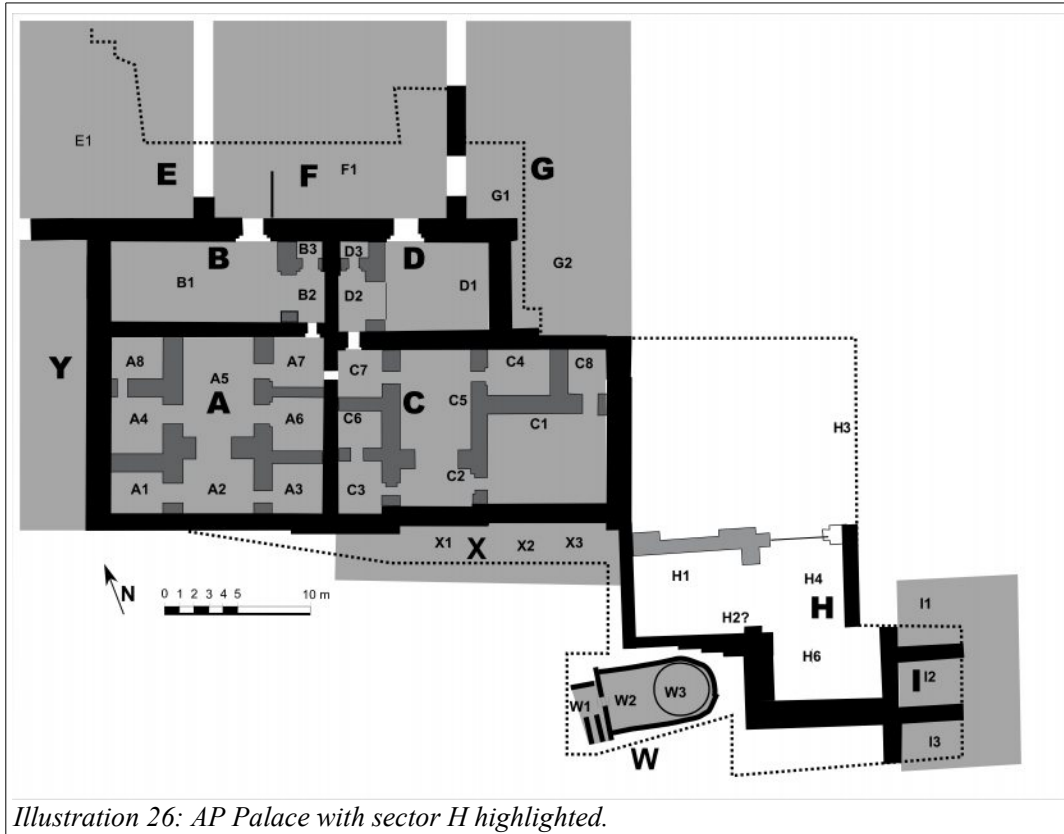 E1
E
F
F1
G
G1
G2
B
B1
B3
B2
D3
D
D2
D1
Y
A8
A5
A7
A
A4
A6
A1
A2
A3
C7
C
C5
C4
C8
C6
C1
C3
C2
H3
X1
X
X2
X3
N
0 1 2 3 4 5 10 m
H1
H4
H2?
H
H6
I1
I
I2
I3
W1
W2
W3
W
Illustration 26: AP Palace with sector H highlighted.